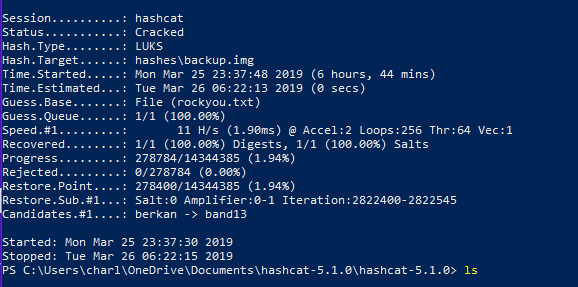 Session..........: hashcat
Status...........: Cracked
Hash.Type........: LUKS
Hash.Target......: hashes\backup.img
Time.Started.....: Mon Mar 25 23:37:48 2019 (6 hours, 44 mins)
Time.Estimated...: Tue Mar 26 06:22:13 2019 (0 secs)
Guess.Base.......: File (rockyou.txt)
Guess.Queue......: 1/1 (100.00%)
Speed.#1.........:       11 H/s (1.90ms) @ Accel:2 Loops:256 Thr:64 Vec:1
Recovered........: 1/1 (100.00%) Digests, 1/1 (100.00%) Salts
Progress.........: 278784/14344385 (1.94%)
Rejected.........: 0/278784 (0.00%)
Restore.Point....: 278400/14344385 (1.94%)
Restore.Sub.#1...: Salt:0 Amplifier:0-1 Iteration:2822400-2822545
Candidates.#1....: berkan -> band13
Started: Mon Mar 25 23:37:30 2019
Stopped: Tue Mar 26 06:22:15 2019
PS C:\Users\charl\OneDrive\Documents\hashcat-5.1.0\hashcat-5.1.0> ls